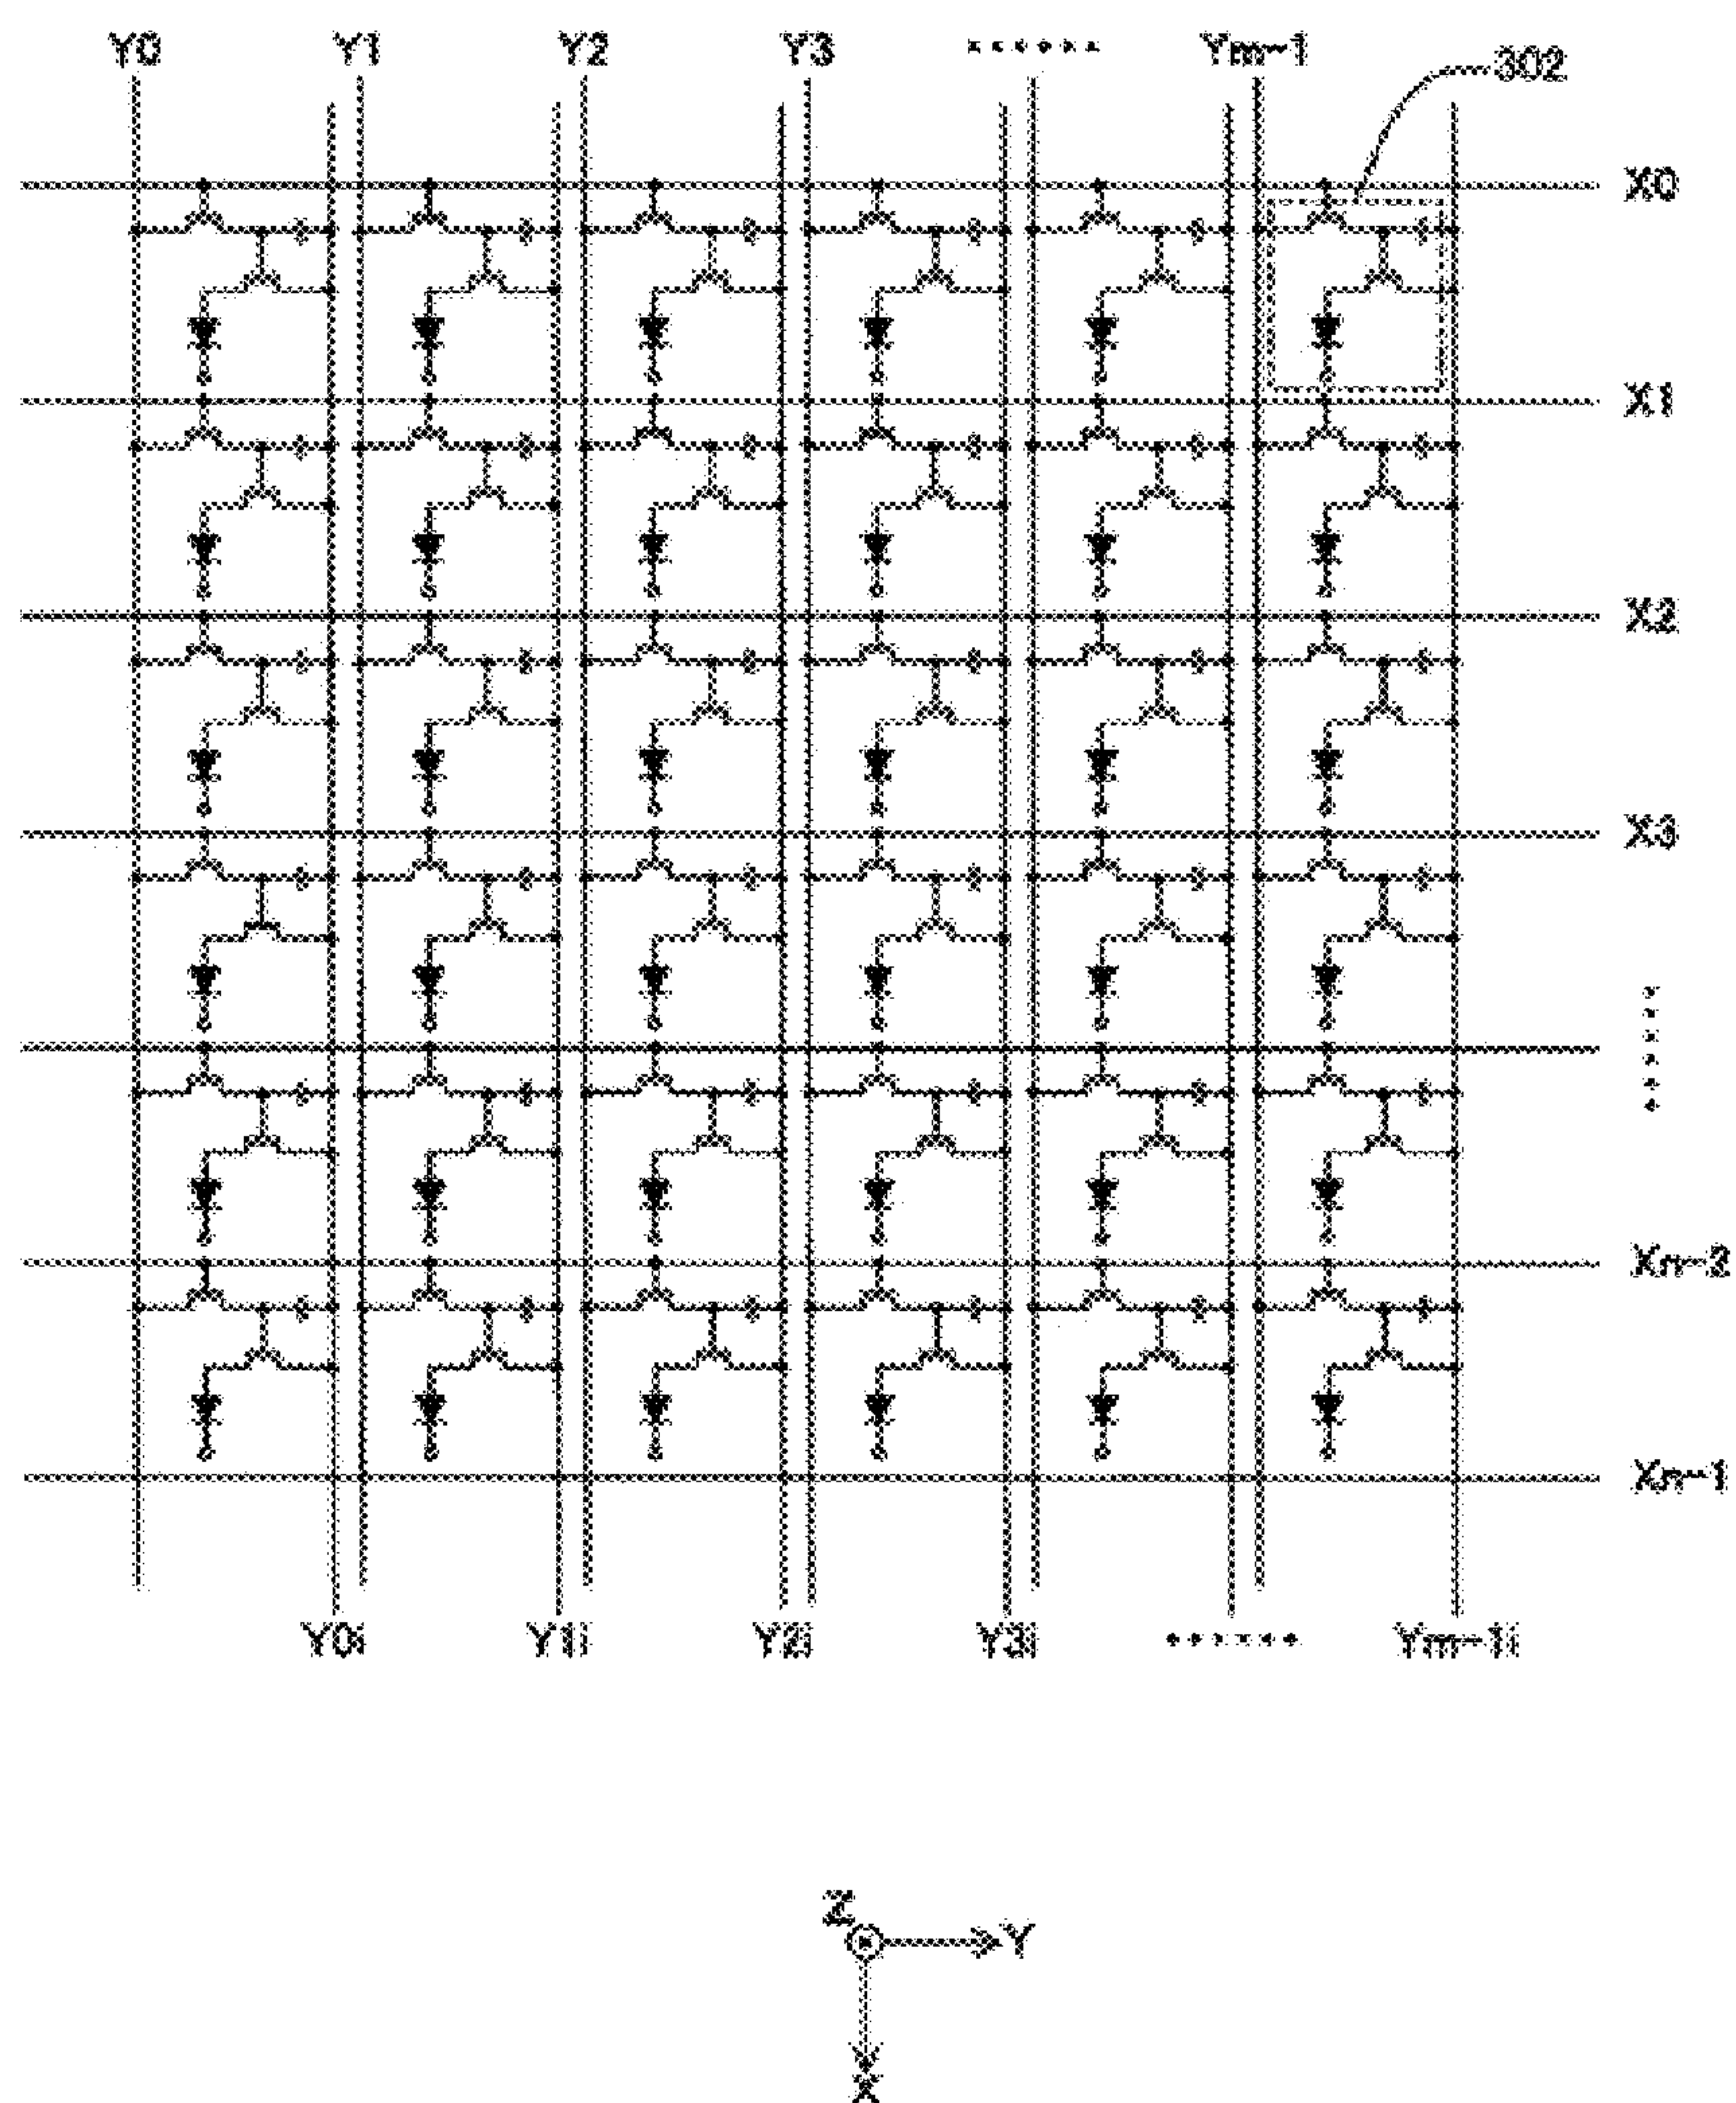 Y0 Y1 Y2 Y3 ...... Ym-1
302
X0
X1
X2
X3
......
Xn-2
Xn-1
Y0i Y1i Y2i Y3i ...... Ym-1i
Z
Y
X